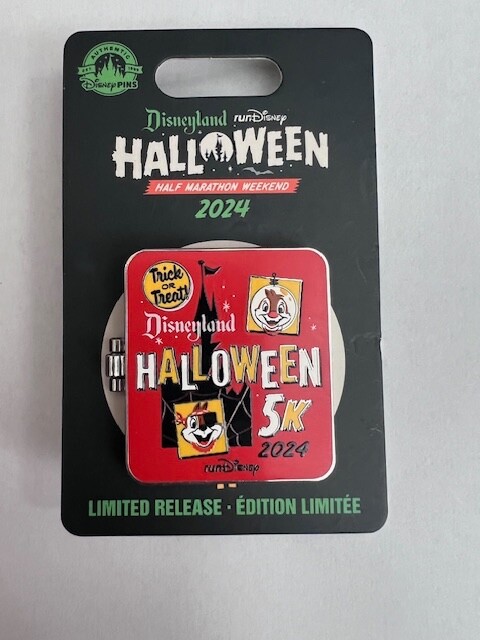 AUTHENTIC
Disney PINS
Disneyland runDisney
HALLOWEEN
HALF MARATHON WEEKEND
2024
Trick
OR
Treat!
Disneyland
HALLOWEEN
5K
2024
runDisney
LIMITED RELEASE · ÉDITION LIMITÉE